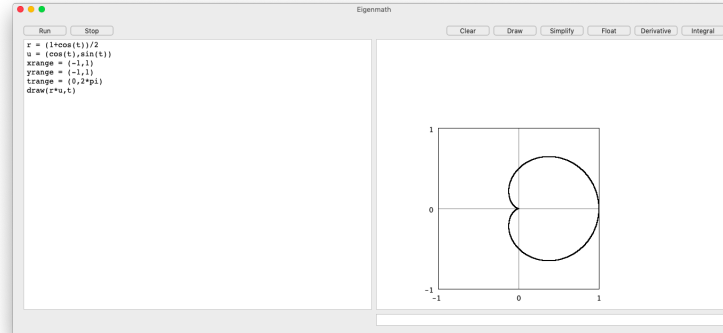 Eigenmath
Run Stop Clear Draw Simplify Float Derivative Integral
r = (1+cos(t))/2
u = (cos(t),sin(t))
xrange = (-1,1)
yrange = (-1,1)
trange = (0,2*pi)
draw(r*u,t)
1
0
-1
-1 0 1